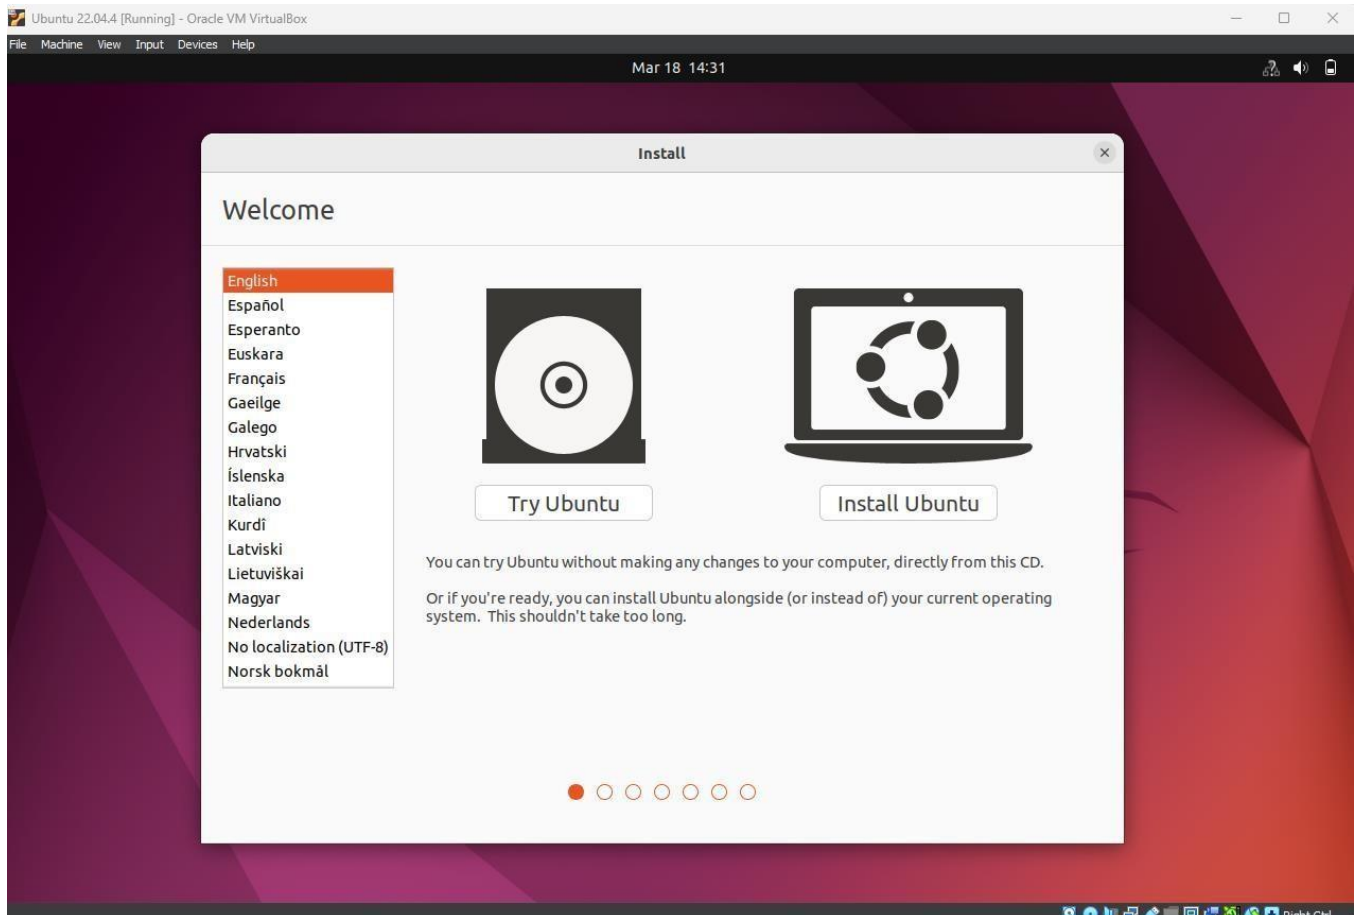 Ubuntu 22.04.4 [Running] - Oracle VM VirtualBox
File Machine View Input Devices Help
Mar 18 14:31
Install
Welcome
English
Español
Esperanto
Euskara
Français
Gaeilge
Galego
Hrvatski
Íslenska
Italiano
Kurdî
Latviski
Lietuviškai
Magyar
Nederlands
No localization (UTF-8)
Norsk bokmål
Try Ubuntu
Install Ubuntu
You can try Ubuntu without making any changes to your computer, directly from this CD.
Or if you're ready, you can install Ubuntu alongside (or instead of) your current operating
system. This shouldn't take too long.
Right Ctrl